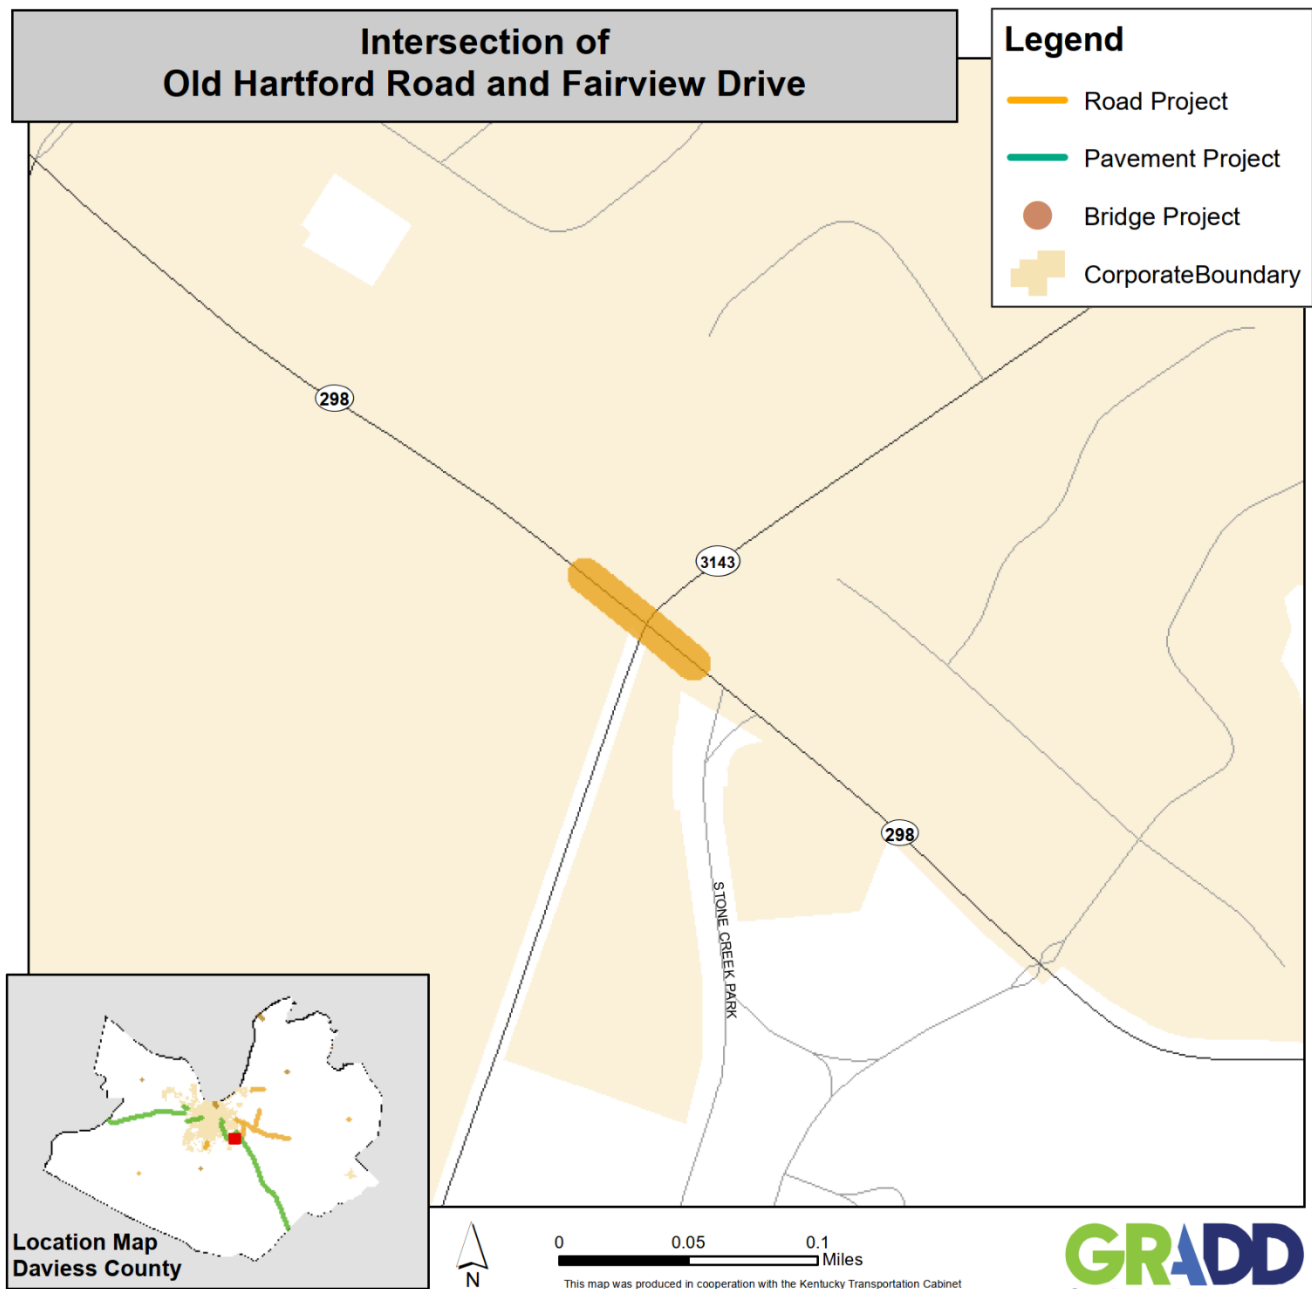 Intersection of
Old Hartford Road and Fairview Drive
Legend
Road Project
Pavement Project
Bridge Project
CorporateBoundary
298
3143
298
STONE CREEK PARK
Location Map
Daviess County
N
0 0.05 0.1
Miles
This map was produced in cooperation with the Kentucky Transportation Cabinet
GRADD